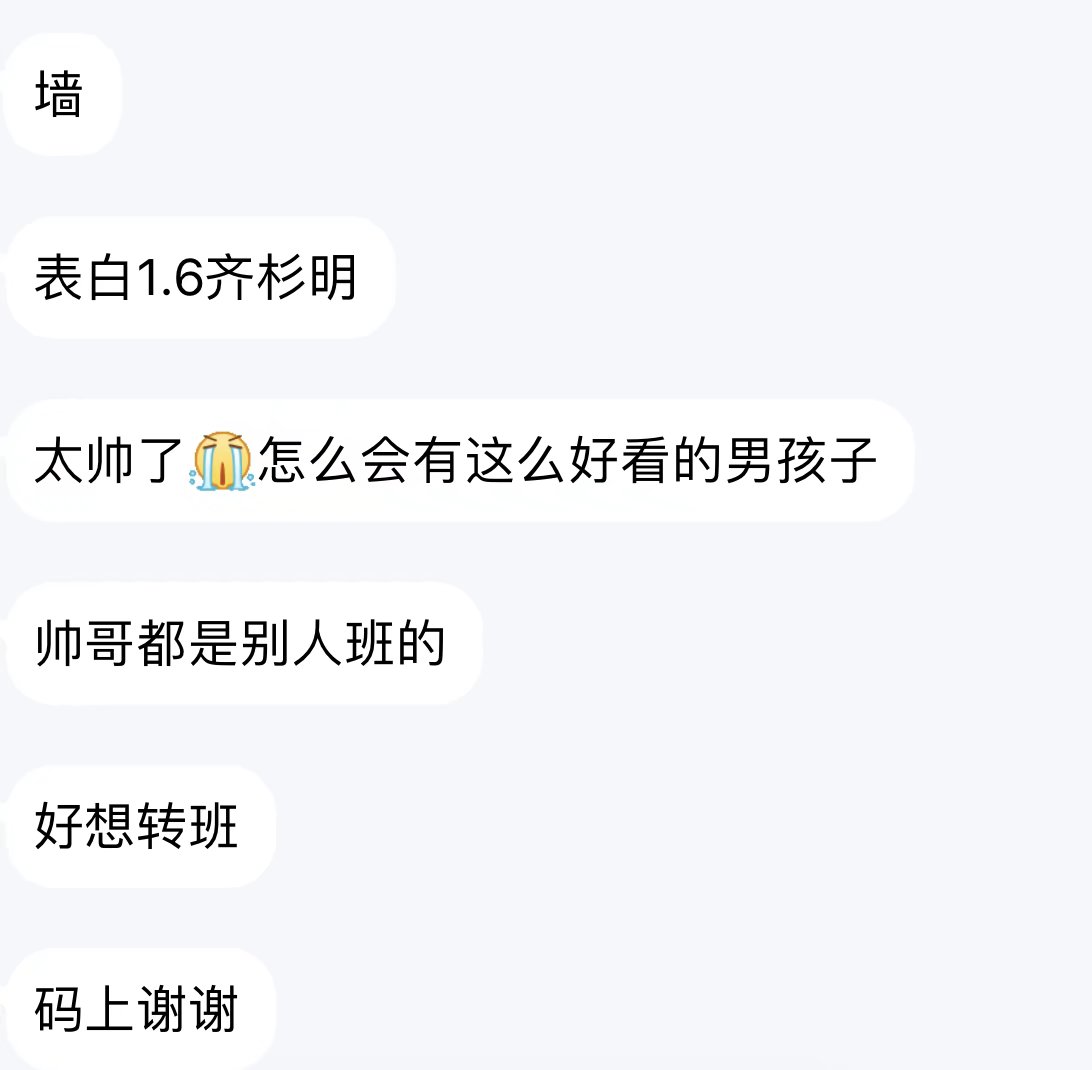 墙
表白1.6齐杉明
太帅了😭怎么会有这么好看的男孩子
帅哥都是别人班的
好想转班
码上谢谢